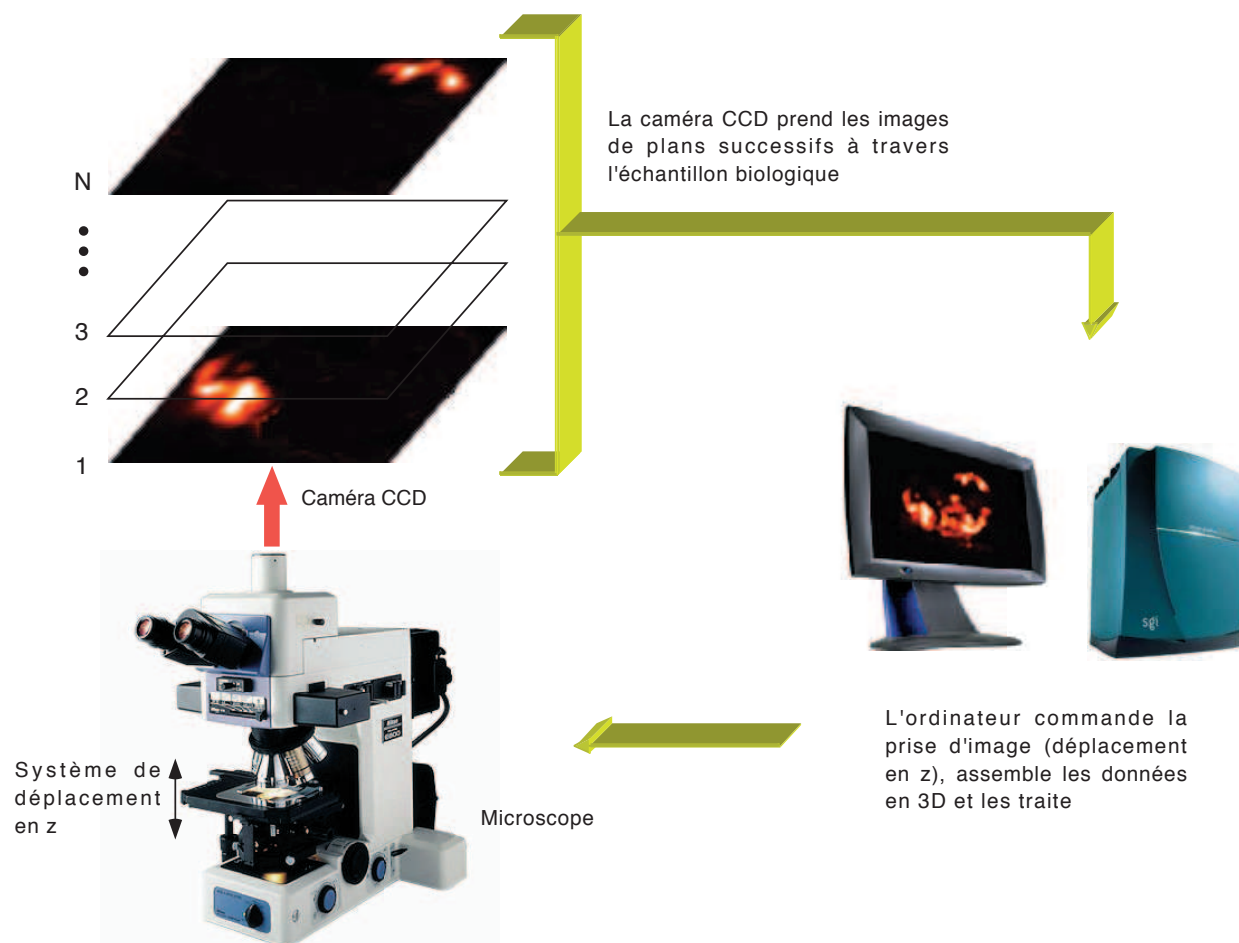 La caméra CCD prend les images
de plans successifs à travers
l'échantillon biologique
N
3
2
1
Caméra CCD
sgi
Système de
déplacement
en z
Microscope
Nikon
E800
L'ordinateur commande la
prise d'image (déplacement
en z), assemble les données
en 3D et les traite